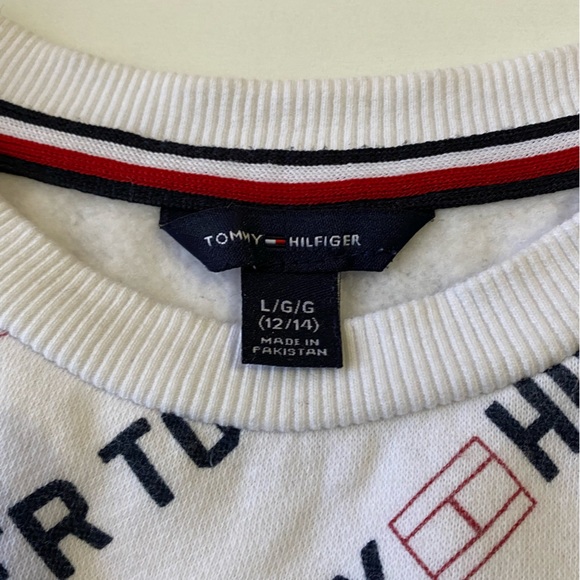 TOMMY HILFIGER
L/G/G
(12/14)
MADE IN
PAKISTAN
ER TO
HI
Y